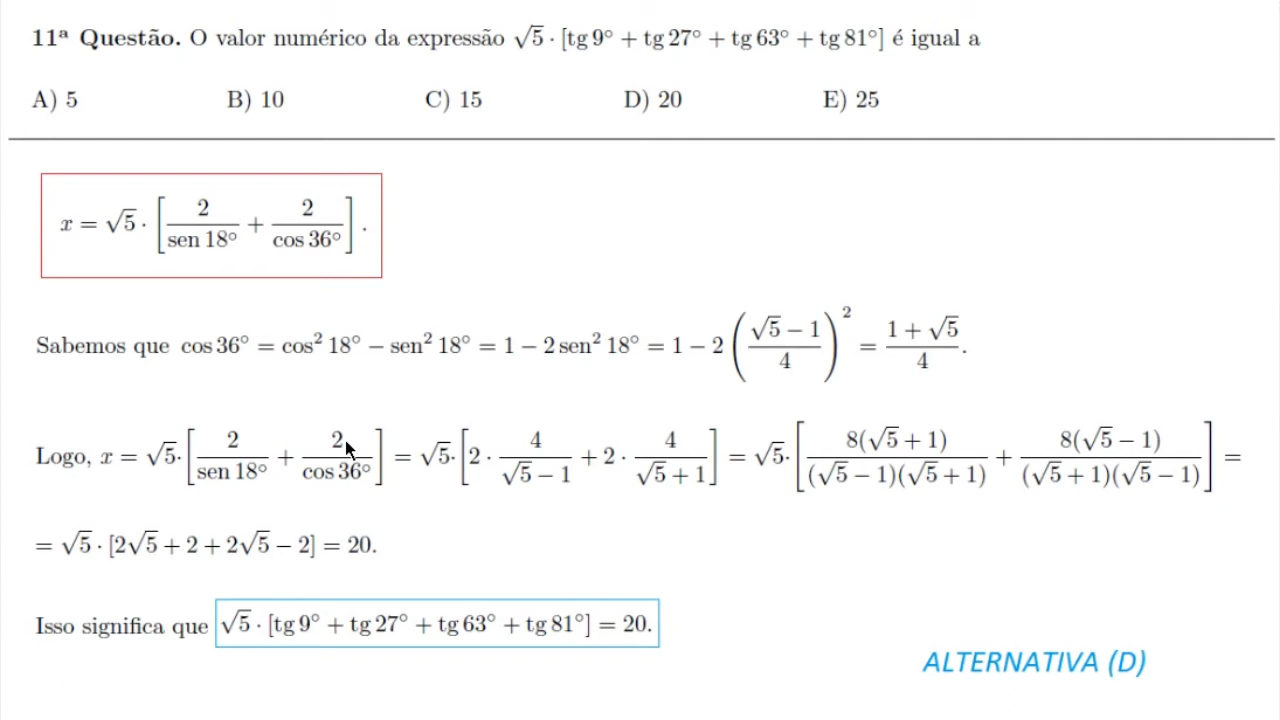 11ª Questão. O valor numérico da expressão √5 · [tg 9° + tg 27° + tg 63° + tg 81°] é igual a
A) 5 B) 10 C) 15 D) 20 E) 25
x = √5 · [2/sen 18° + 2/cos 36°].
Sabemos que cos 36° = cos² 18° − sen² 18° = 1 − 2 sen² 18° = 1 − 2 ((√5 − 1)/4)² = (1 + √5)/4.
Logo, x = √5· [2/sen 18° + 2/cos 36°] = √5· [2 · 4/(√5 − 1) + 2 · 4/(√5 + 1)] = √5· [8(√5 + 1)/((√5 − 1)(√5 + 1)) + 8(√5 − 1)/((√5 + 1)(√5 − 1))] =
= √5 · [2√5 + 2 + 2√5 − 2] = 20.
Isso significa que √5 · [tg 9° + tg 27° + tg 63° + tg 81°] = 20.
ALTERNATIVA (D)